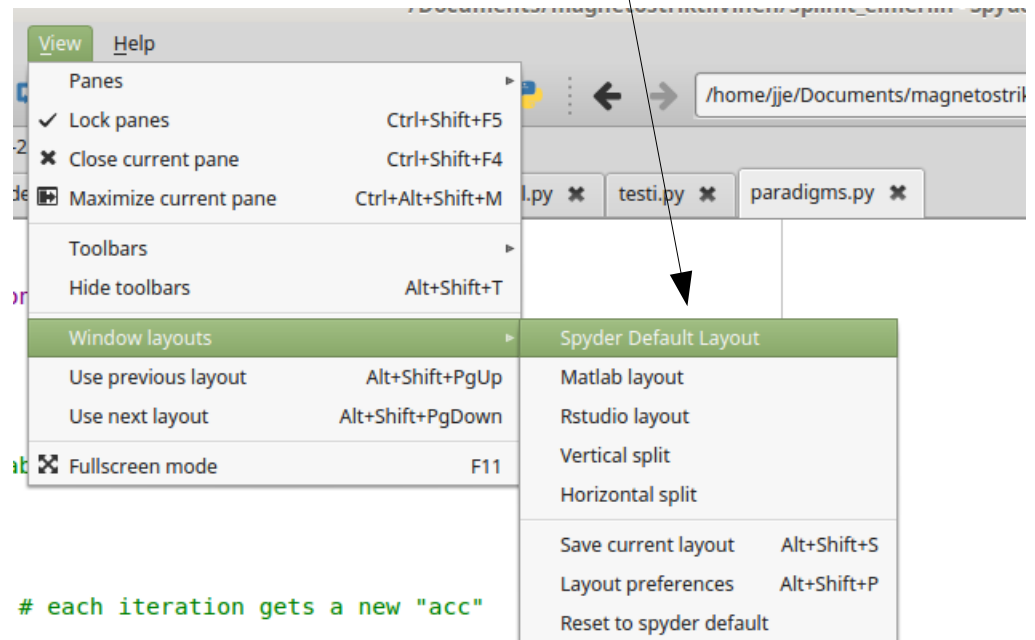 /Documents/magnetostriktiivinen/
View Help
Panes
/home/jje/Documents/magnetostrik
Lock panes Ctrl+Shift+F5
-2
Close current pane Ctrl+Shift+F4
de
Maximize current pane Ctrl+Alt+Shift+M
l.py testi.py paradigms.py
Toolbars
Hide toolbars Alt+Shift+T
or
Window layouts
Spyder Default Layout
Use previous layout Alt+Shift+PgUp
Matlab layout
Use next layout Alt+Shift+PgDown
Rstudio layout
Vertical split
ab
Fullscreen mode F11
Horizontal split
Save current layout Alt+Shift+S
Layout preferences Alt+Shift+P
# each iteration gets a new "acc"
Reset to spyder default